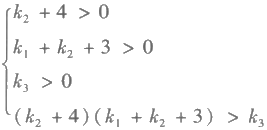 k₂ + 4 > 0
k₁ + k₂ + 3 > 0
k₃ > 0
(k₂ + 4)(k₁ + k₂ + 3) > k₃